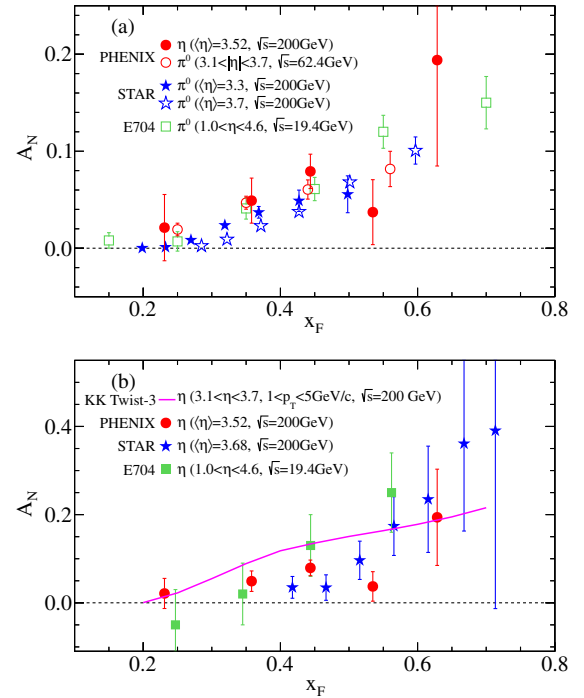 (a)
η (⟨η⟩=3.52, √s=200GeV)
PHENIX
π⁰ (3.1<|η|<3.7, √s=62.4GeV)
π⁰ (⟨η⟩=3.3, √s=200GeV)
STAR
π⁰ (⟨η⟩=3.7, √s=200GeV)
E704 π⁰ (1.0<η<4.6, √s=19.4GeV)
0.2
0.1
0.0
A_N
0.2 0.4 0.6 0.8
x_F
(b)
KK Twist-3 η (3.1<η<3.7, 1<p_T<5GeV/c, √s=200 GeV)
PHENIX η (⟨η⟩=3.52, √s=200GeV)
STAR η (⟨η⟩=3.68, √s=200GeV)
E704 η (1.0<η<4.6, √s=19.4GeV)
0.4
0.2
0.0
A_N
0.2 0.4 0.6 0.8
x_F